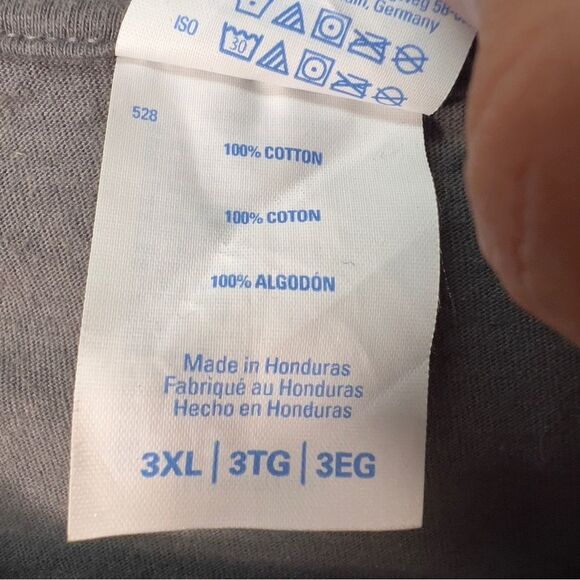 Germany
ISO
30
528
100% COTTON
100% COTON
100% ALGODÓN
Made in Honduras
Fabriqué au Honduras
Hecho en Honduras
3XL | 3TG | 3EG